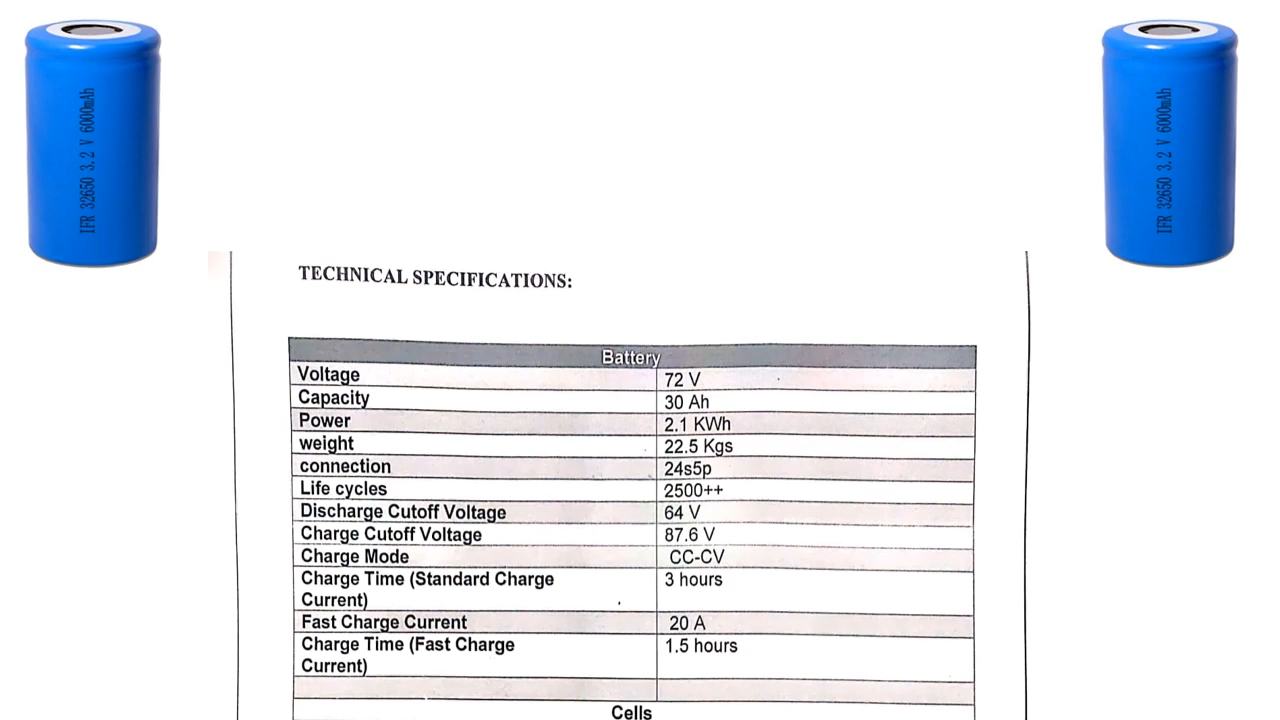 IFR 32650 3.2 V 6000mAh
IFR 32650 3.2 V 6000mAh
TECHNICAL SPECIFICATIONS:
Battery
Voltage 72 V
Capacity 30 Ah
Power 2.1 KWh
weight 22.5 Kgs
connection 24s5p
Life cycles 2500++
Discharge Cutoff Voltage 64 V
Charge Cutoff Voltage 87.6 V
Charge Mode CC-CV
Charge Time (Standard Charge 3 hours
Current)
Fast Charge Current 20 A
Charge Time (Fast Charge 1.5 hours
Current)
Cells